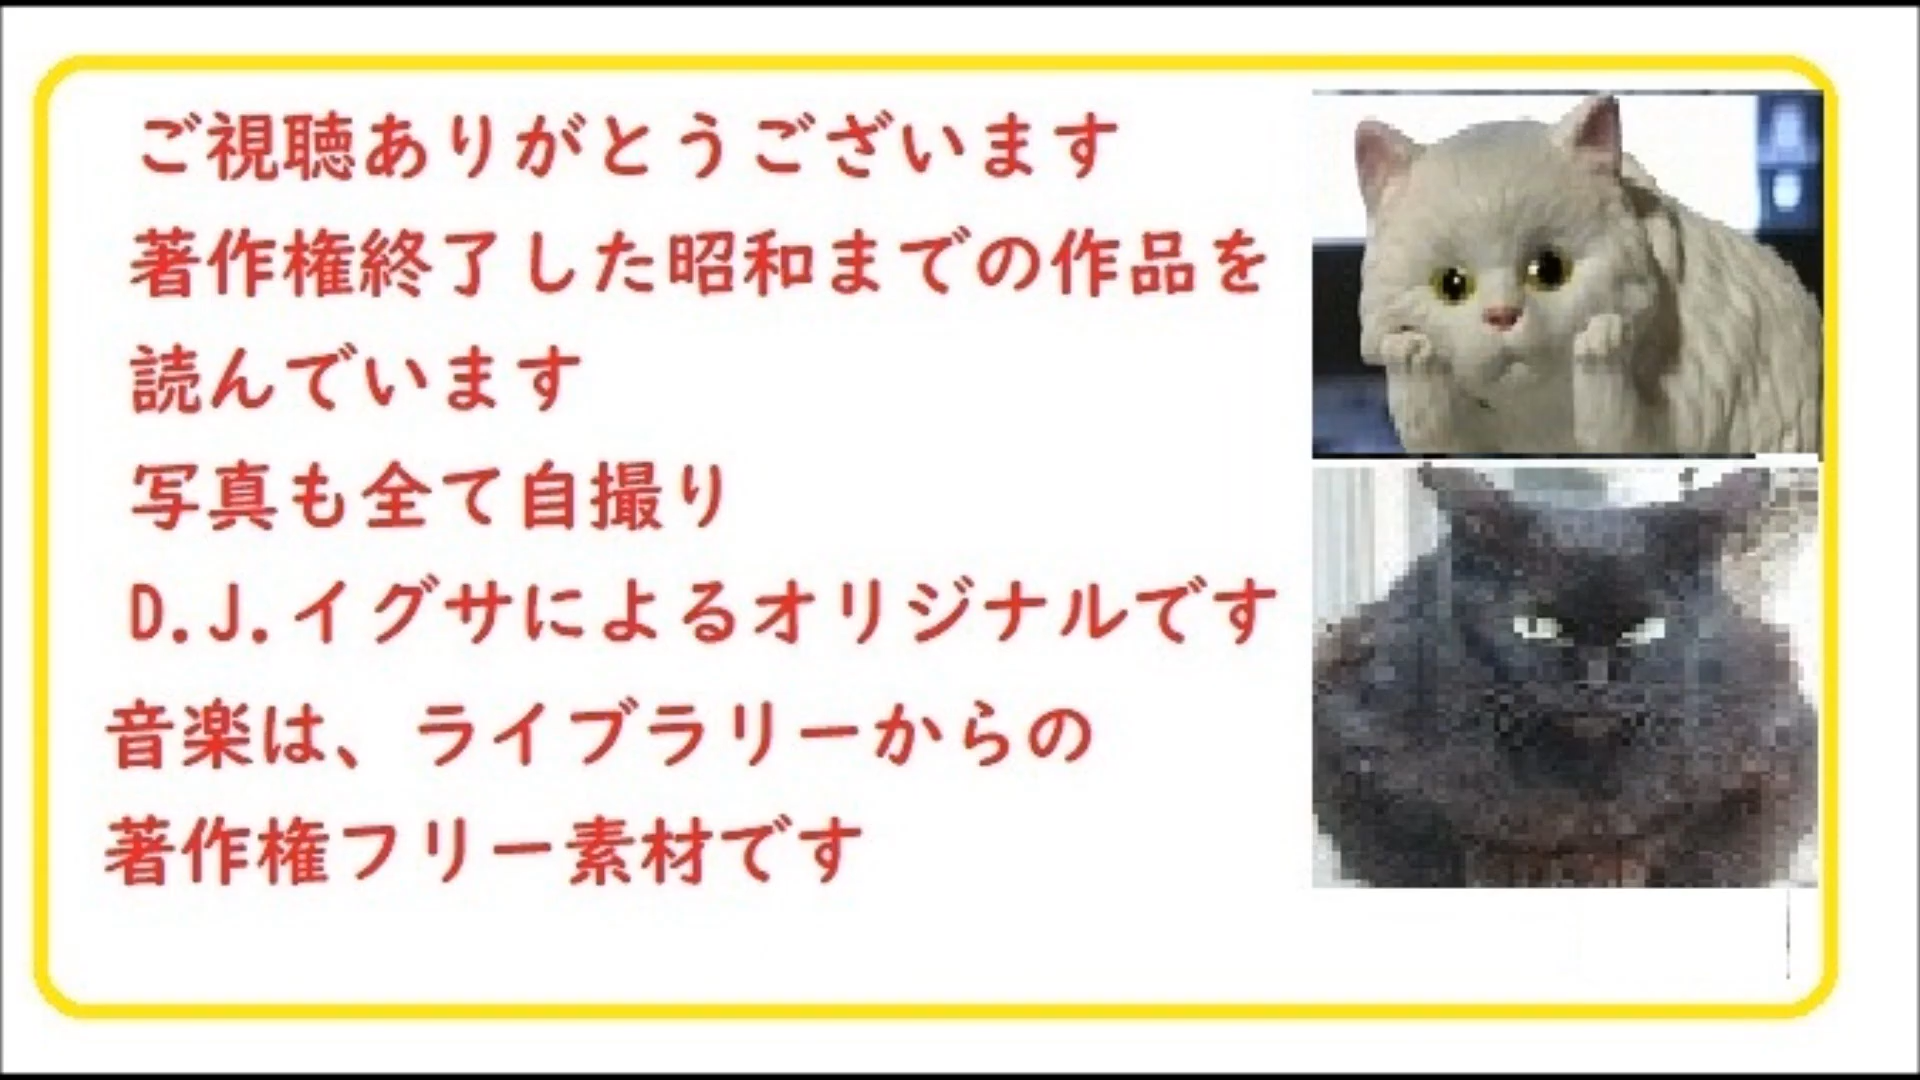 ご視聴ありがとうございます
著作権終了した昭和までの作品を
読んでいます
写真も全て自撮り
D.J.イグサによるオリジナルです
音楽は、ライブラリーからの
著作権フリー素材です